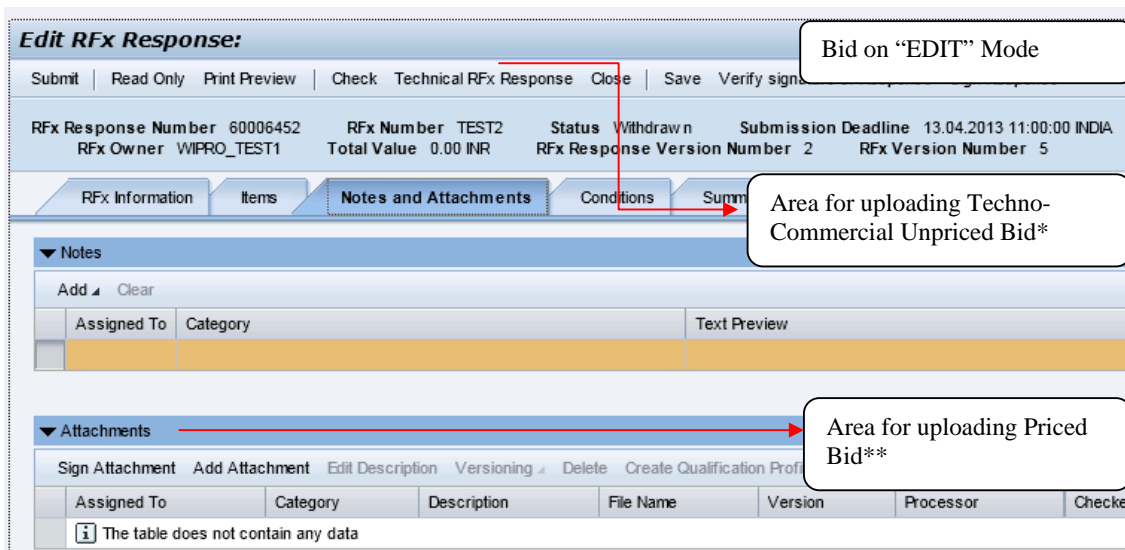 Edit RFx Response:
Bid on “EDIT” Mode
Submit Read Only Print Preview Check Technical RFx Response Close Save Verify
RFx Response Number 60006452 RFx Number TEST2 Status Withdrawn Submission Deadline 13.04.2013 11:00:00 INDIA
RFx Owner WIPRO_TEST1 Total Value 0.00 INR RFx Response Version Number 2 RFx Version Number 5
RFx Information Items Notes and Attachments Conditions
Area for uploading Techno-
Commercial Unpriced Bid*
Notes
Add Clear
Assigned To Category Text Preview
Attachments
Area for uploading Priced
Bid**
Sign Attachment Add Attachment Edit Description Versioning Delete Create Qualification
Assigned To Category Description File Name Version Processor
The table does not contain any data